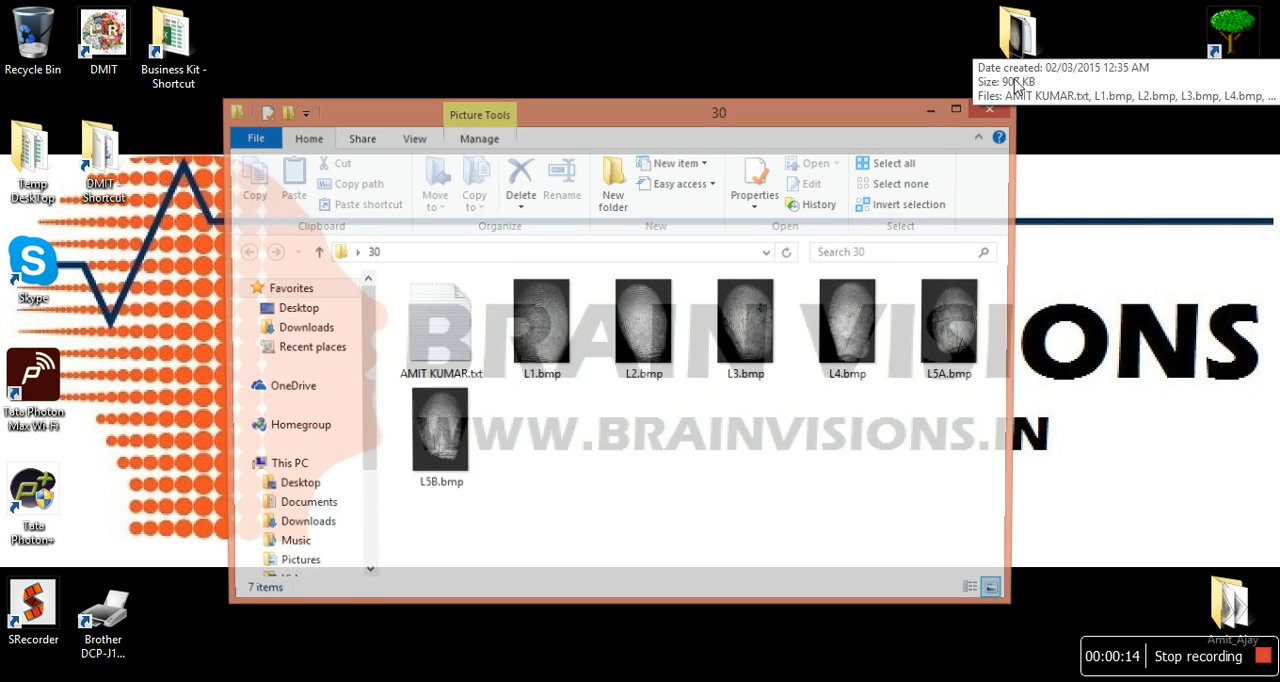 Recycle Bin
DMIT
Business Kit -
Shortcut
Date created: 02/03/2015 12:35 AM
Size: 907 KB
Files: AMIT KUMAR.txt, L1.bmp, L2.bmp, L3.bmp, L4.bmp, ...
Picture Tools
30
File
Home
Share
View
Manage
Copy
Paste
Cut
Copy path
Paste shortcut
Clipboard
Move
to
Copy
to
Delete
Rename
Organize
New
folder
New item
Easy access
New
Properties
Open
Edit
History
Open
Select all
Select none
Invert selection
Select
30
Search 30
Temp
DeskTop
DMIT -
Shortcut
Skype
Tata Photon
Max Wi-Fi
Tata
Photon+
Favorites
Desktop
Downloads
Recent places
OneDrive
Homegroup
This PC
Desktop
Documents
Downloads
Music
Pictures
AMIT KUMAR.txt
L1.bmp
L2.bmp
L3.bmp
L4.bmp
L5A.bmp
L5B.bmp
BRAIN VISIONS
WWW.BRAINVISIONS.IN
7 items
SRecorder
Brother
DCP-J1...
Amit_Ajay
00:00:14
Stop recording